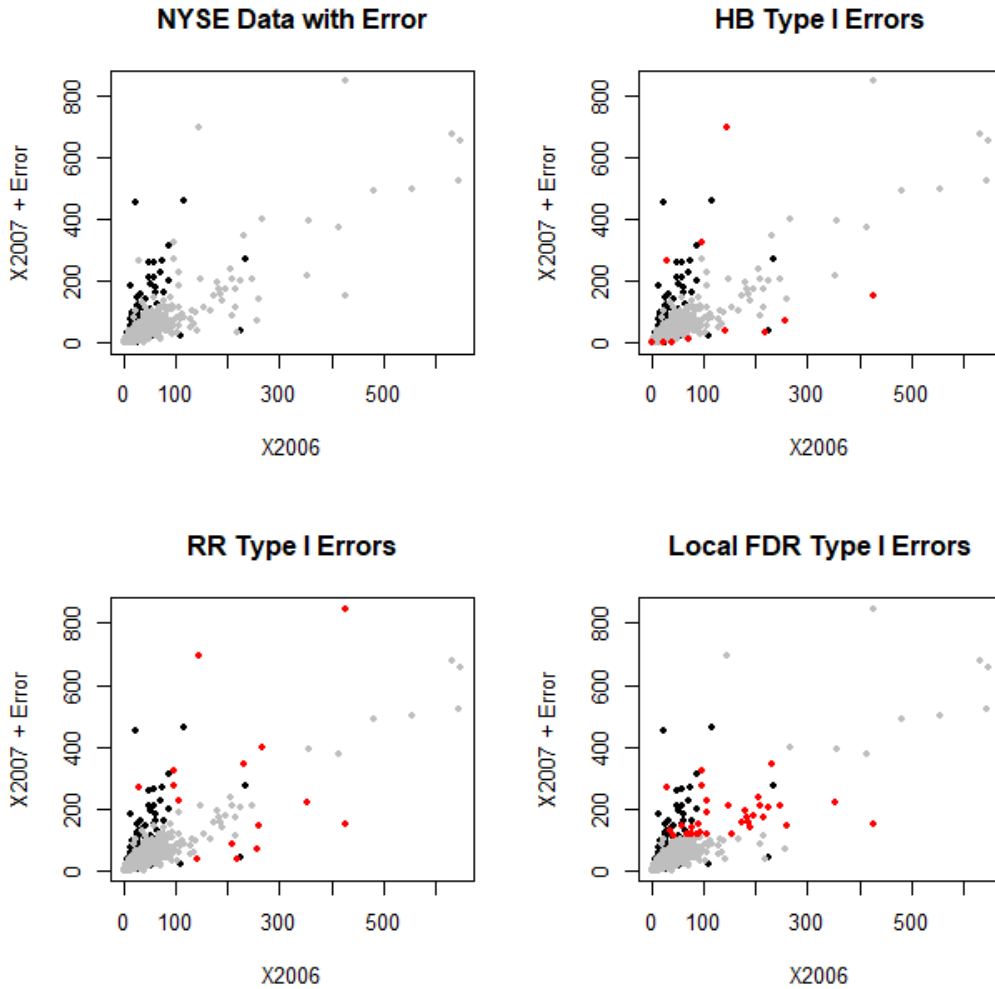 NYSE Data with Error
800
600
400
200
0
X2007 + Error
0 100 300 500
X2006
HB Type I Errors
800
600
400
200
0
X2007 + Error
0 100 300 500
X2006
RR Type I Errors
800
600
400
200
0
X2007 + Error
0 100 300 500
X2006
Local FDR Type I Errors
800
600
400
200
0
X2007 + Error
0 100 300 500
X2006